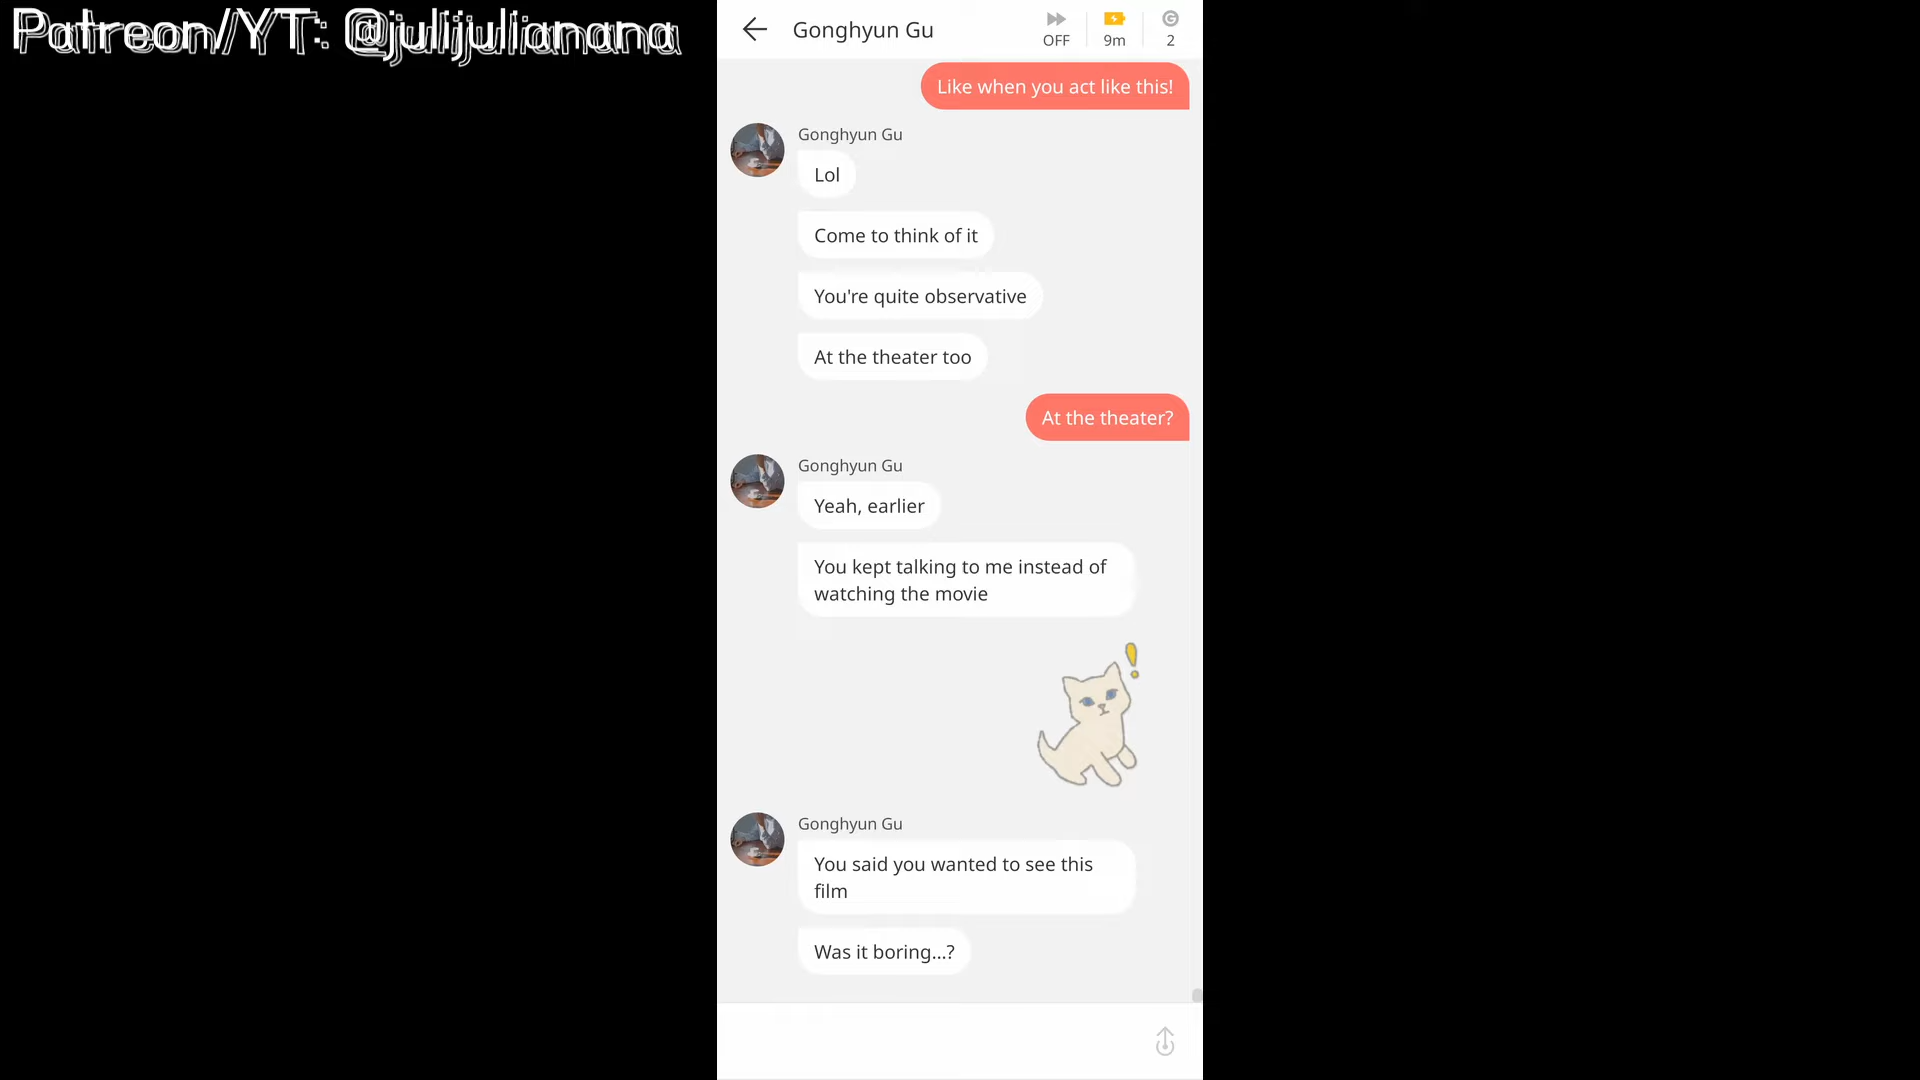 Patreon/YT: @julijulianana
Gonghyun Gu
OFF
9m
2
Like when you act like this!
Gonghyun Gu
Lol
Come to think of it
You're quite observative
At the theater too
At the theater?
Gonghyun Gu
Yeah, earlier
You kept talking to me instead of
watching the movie
Gonghyun Gu
You said you wanted to see this
film
Was it boring...?